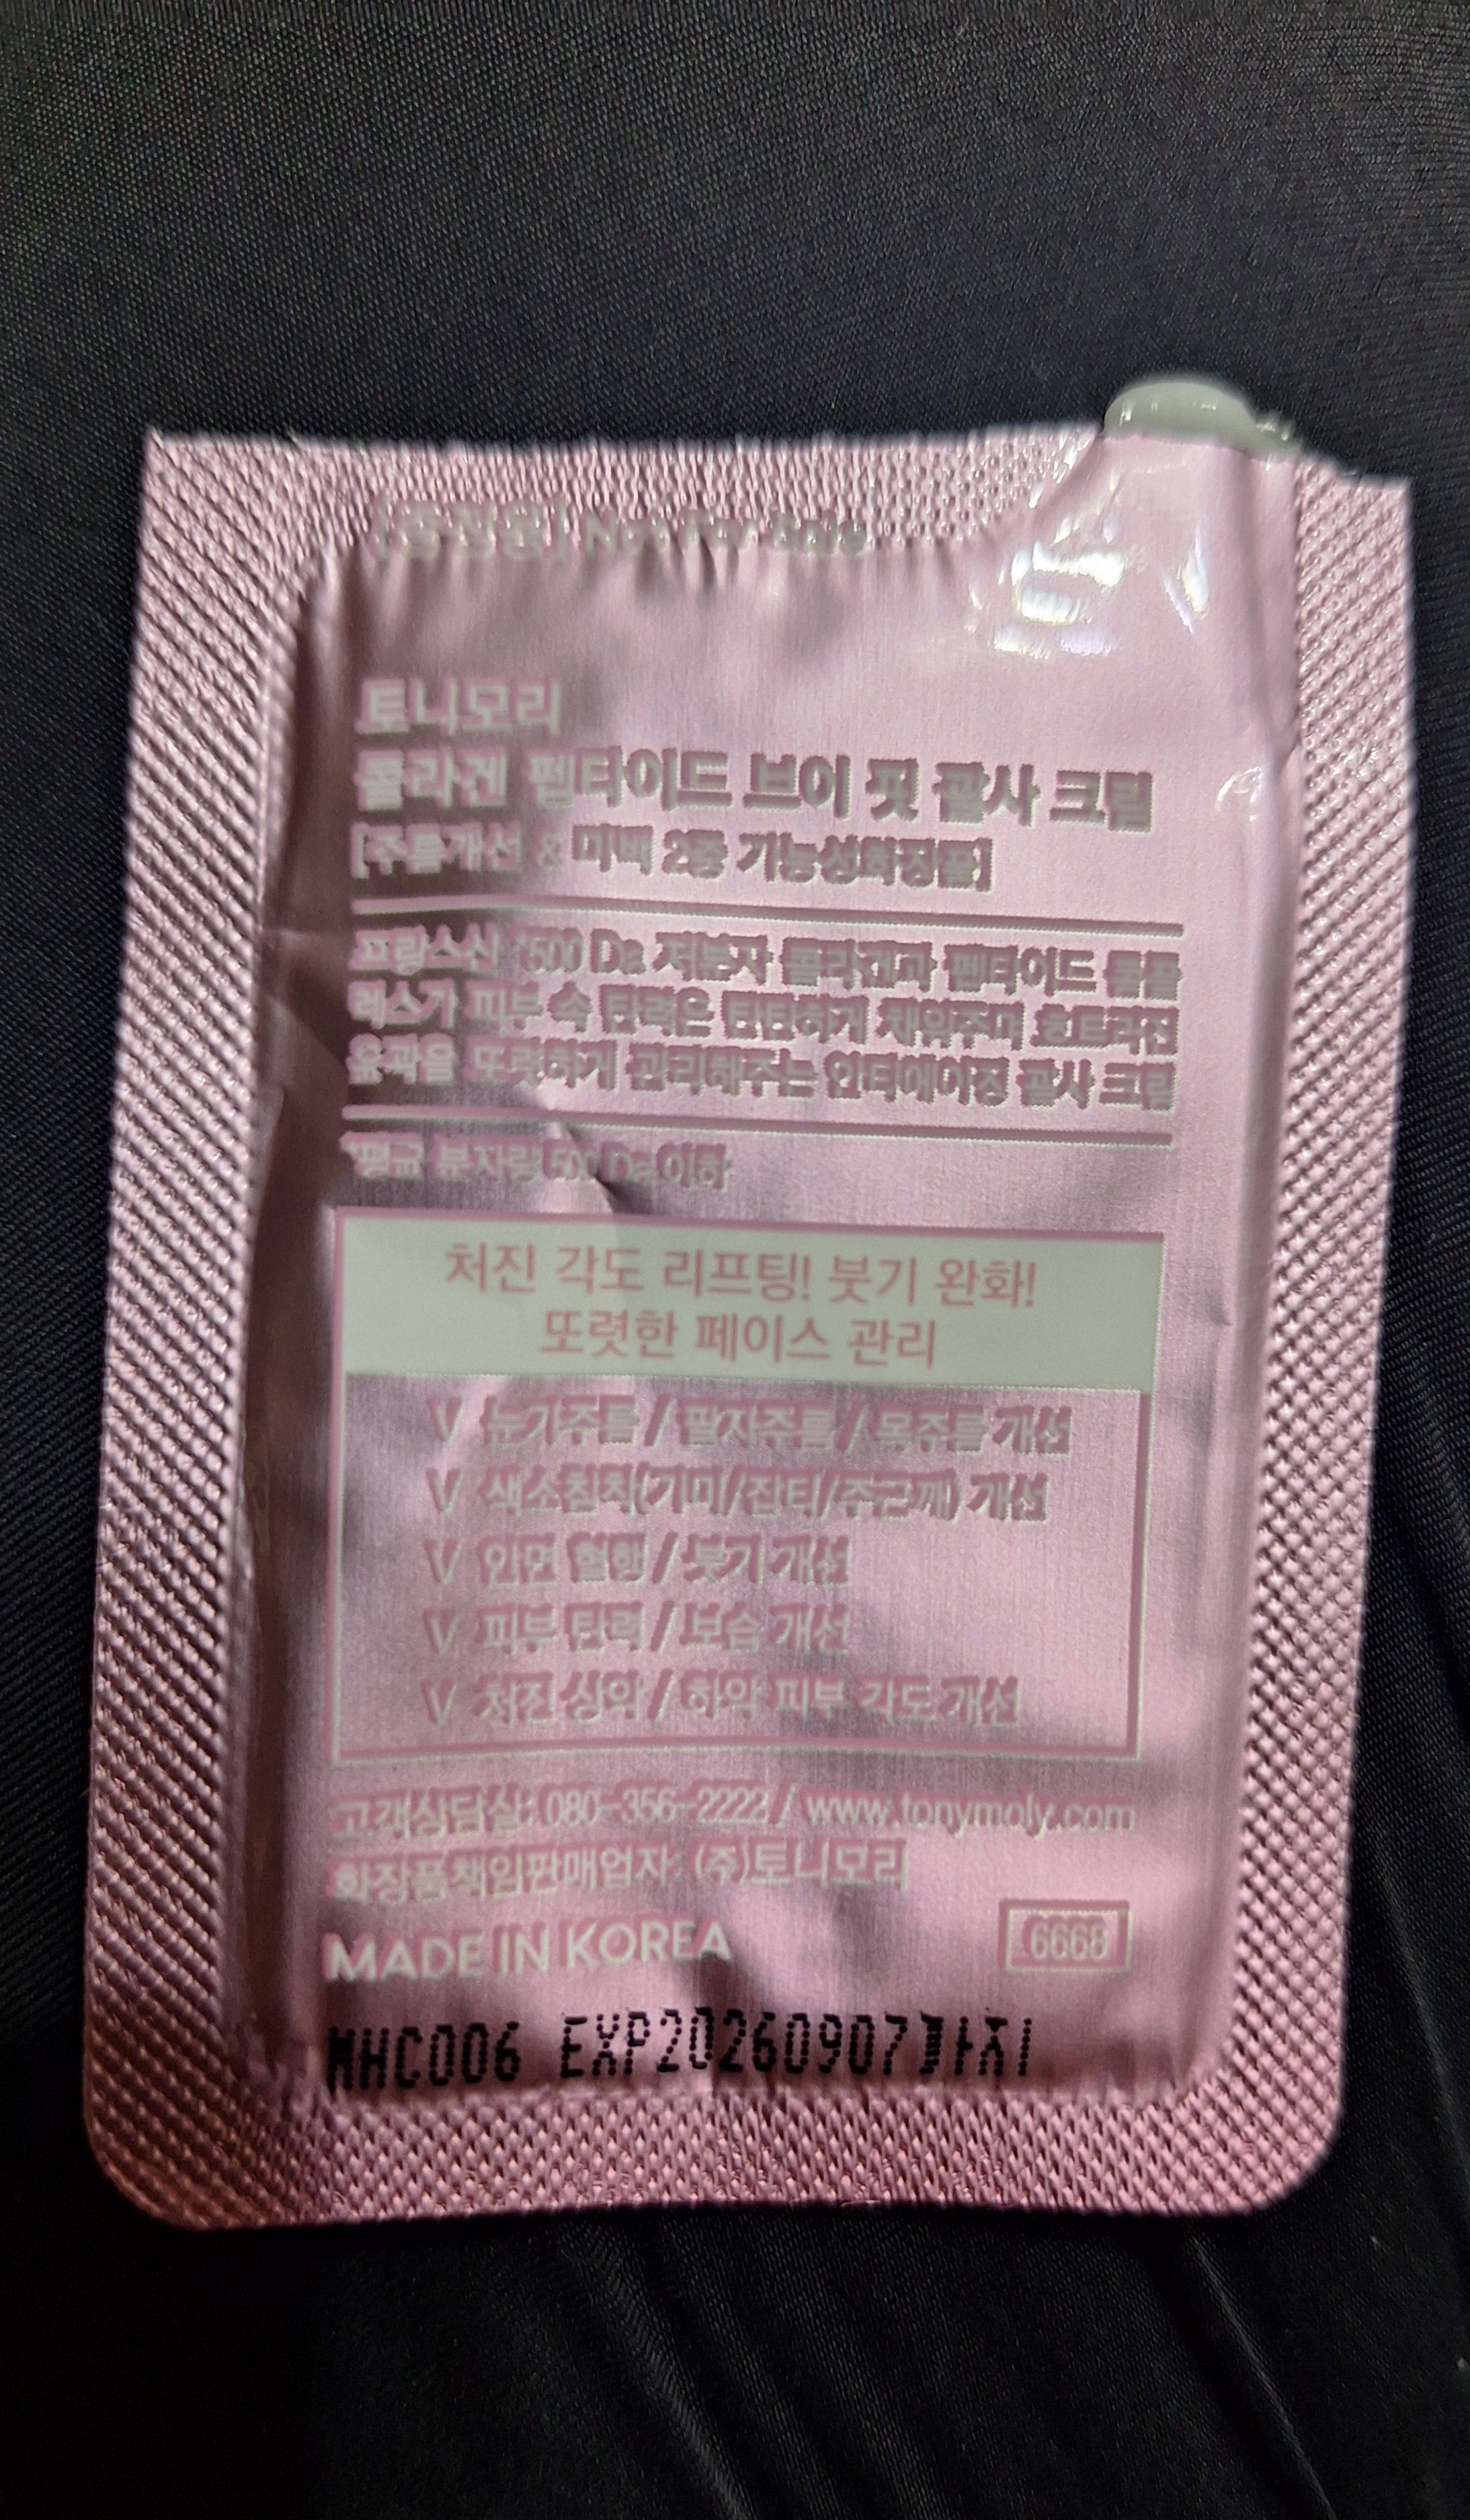 [증정용] Not For Sale
토니모리
콜라겐 펩타이드 브이 핏 괄사 크림
[주름개선 & 미백 2중 기능성화장품]
프랑스산 *500 Da 저분자 콜라겐과 펩타이드 콤플
렉스가 피부 속 탄력은 탄탄하게 채워주며 흐트러진
윤곽을 또렷하게 관리해주는 안티에이징 괄사 크림
*평균 분자량 500 Da 이하
처진 각도 리프팅! 붓기 완화!
또렷한 페이스 관리
V 눈가주름 / 팔자주름 / 목주름 개선
V 색소침착(기미/잡티/주근깨) 개선
V 안면 혈행 / 붓기 개선
V 피부 탄력 / 보습 개선
V 처진 상악 / 하악 피부 각도 개선
고객상담실: 080-356-2222 / www.tonymoly.com
화장품책임판매업자: (주)토니모리
MADE IN KOREA
6668
MHC006 EXP20260907까지